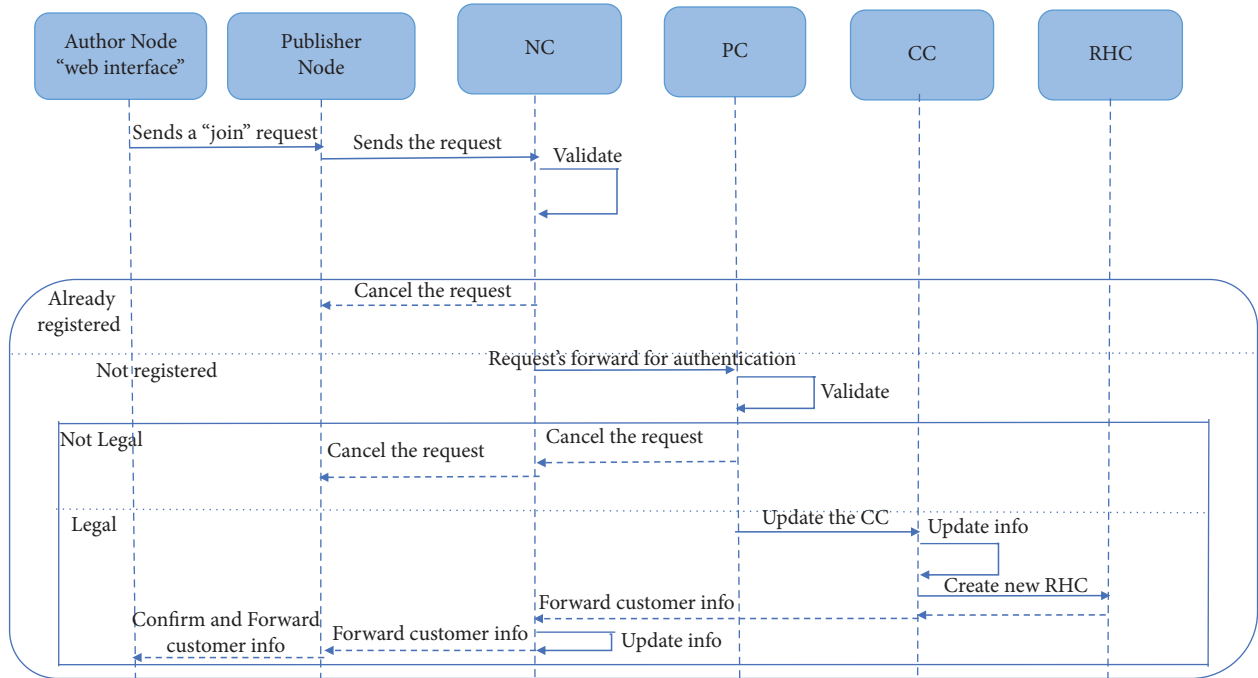 Author Node
“web interface”
Publisher
Node
NC
PC
CC
RHC
Sends a “join” request
Sends the request
Validate
Already
registered
Cancel the request
Not registered
Request's forward for authentication
Validate
Not Legal
Cancel the request
Cancel the request
Legal
Update the CC
Update info
Create new RHC
Forward customer info
Confirm and Forward
customer info
Forward customer info
Update info